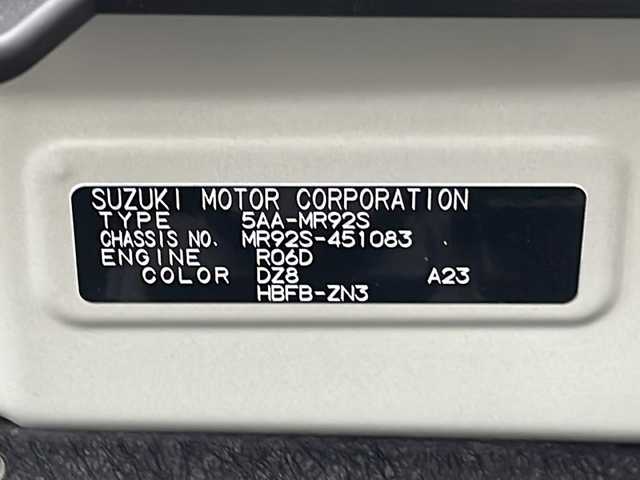 SUZUKI MOTOR CORPORATION
TYPE 5AA-MR92S
CHASSIS NO. MR92S-451083
ENGINE R06D
COLOR DZ8 A23
HBFB-ZN3